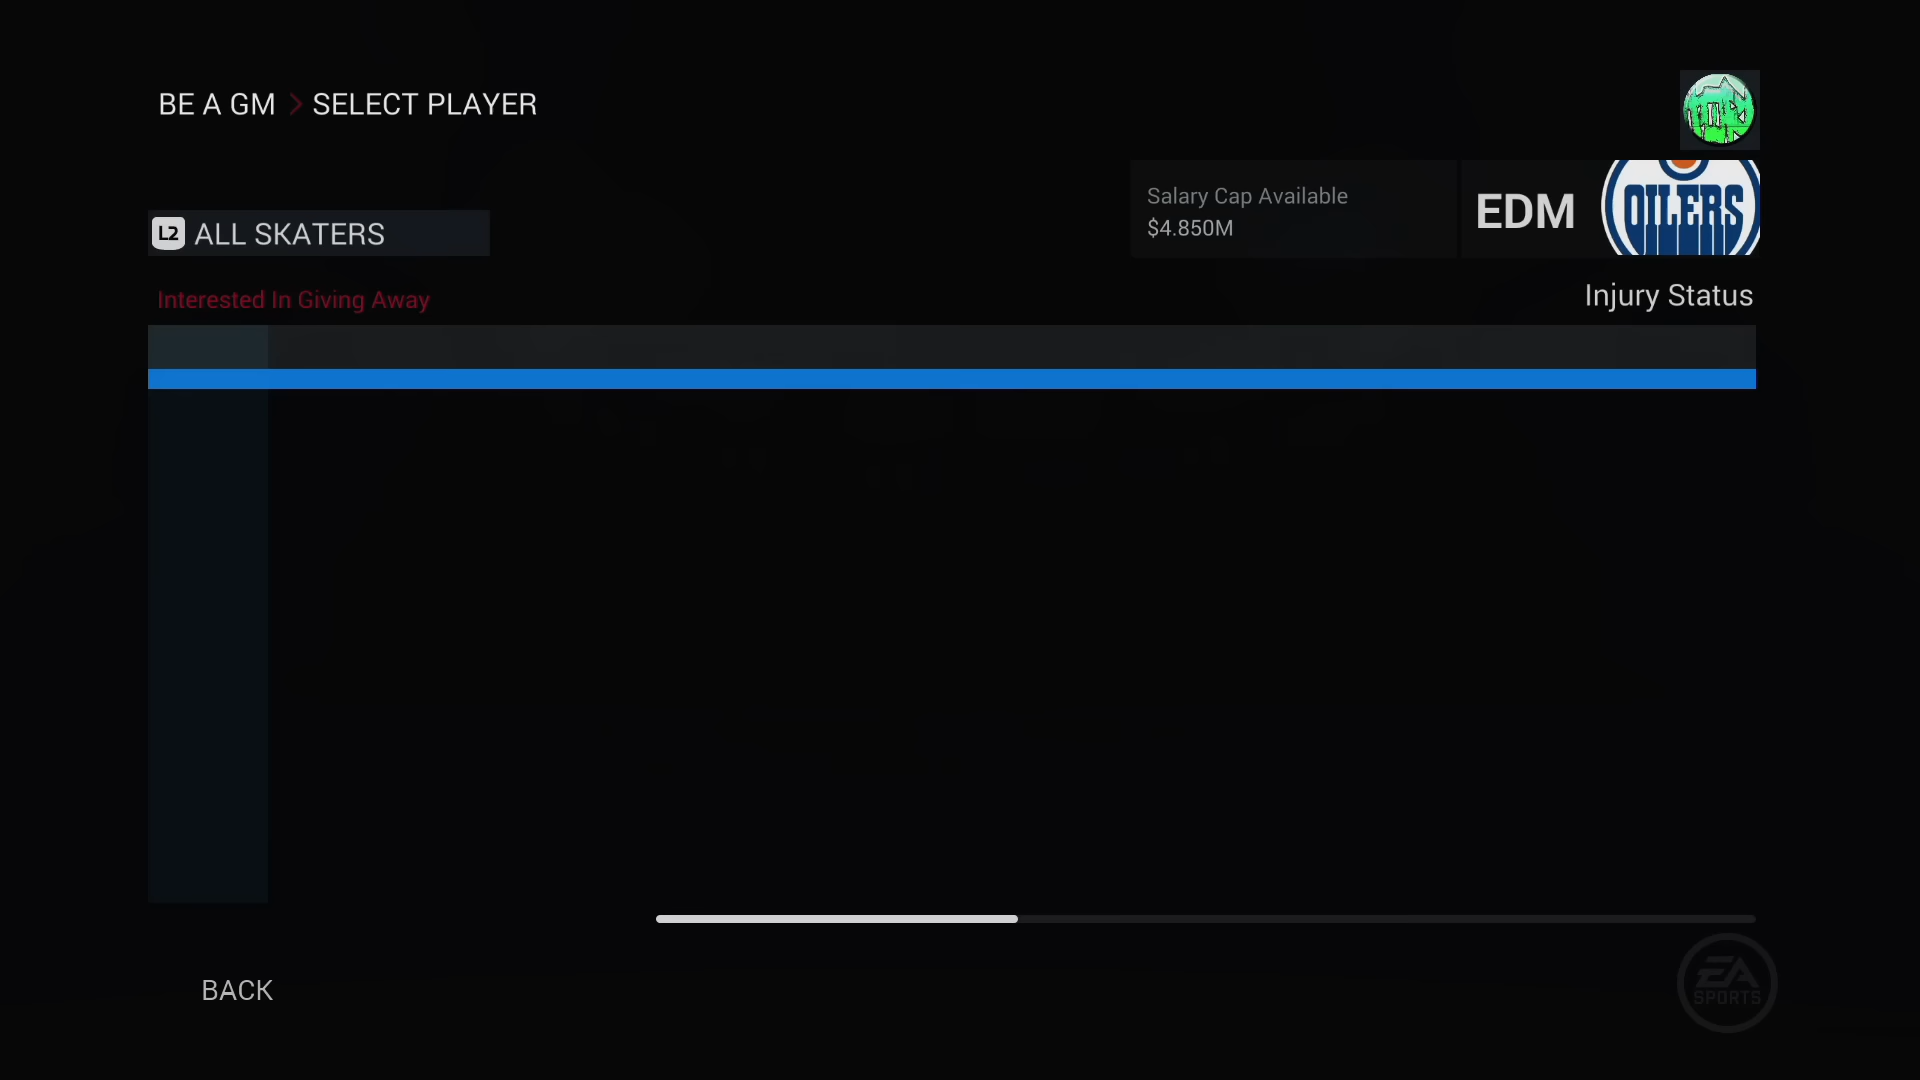 BE A GM > SELECT PLAYER
Salary Cap Available
$4.850M
EDM
OILERS
L2 ALL SKATERS
Interested In Giving Away
Injury Status
BACK
EA
SPORTS